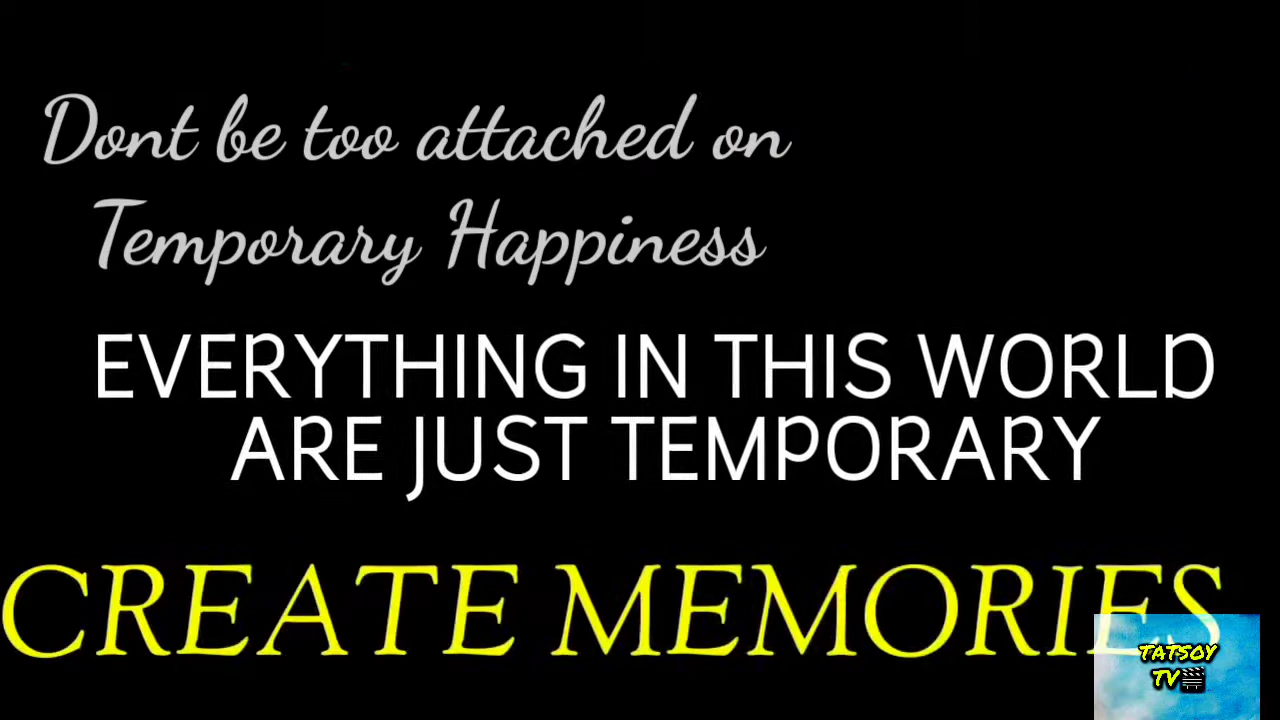 Dont be too attached on
Temporary Happiness
EVERYTHING IN THIS WORLD
ARE JUST TEMPORARY
CREATE MEMORIES
TATSOY
TV🎬